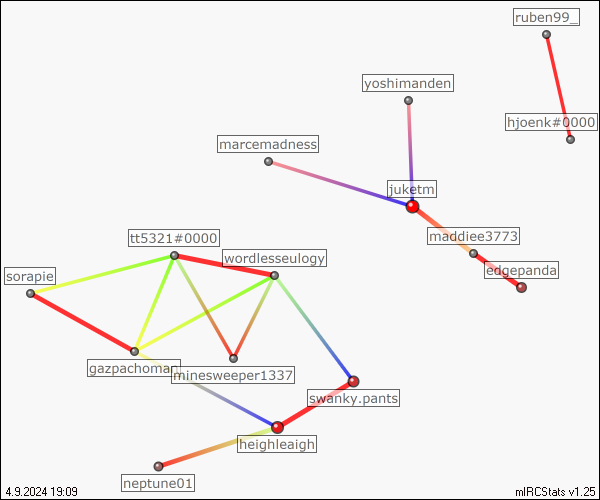 ruben99_
yoshimanden
hjoenk#0000
marcemadness
juketm
tt5321#0000
maddiee3773
wordlesseulogy
edgepanda
sorapie
gazpachoman
minesweeper1337
swanky.pants
heighleaigh
neptune01
4.9.2024 19:09
mIRCStats v1.25